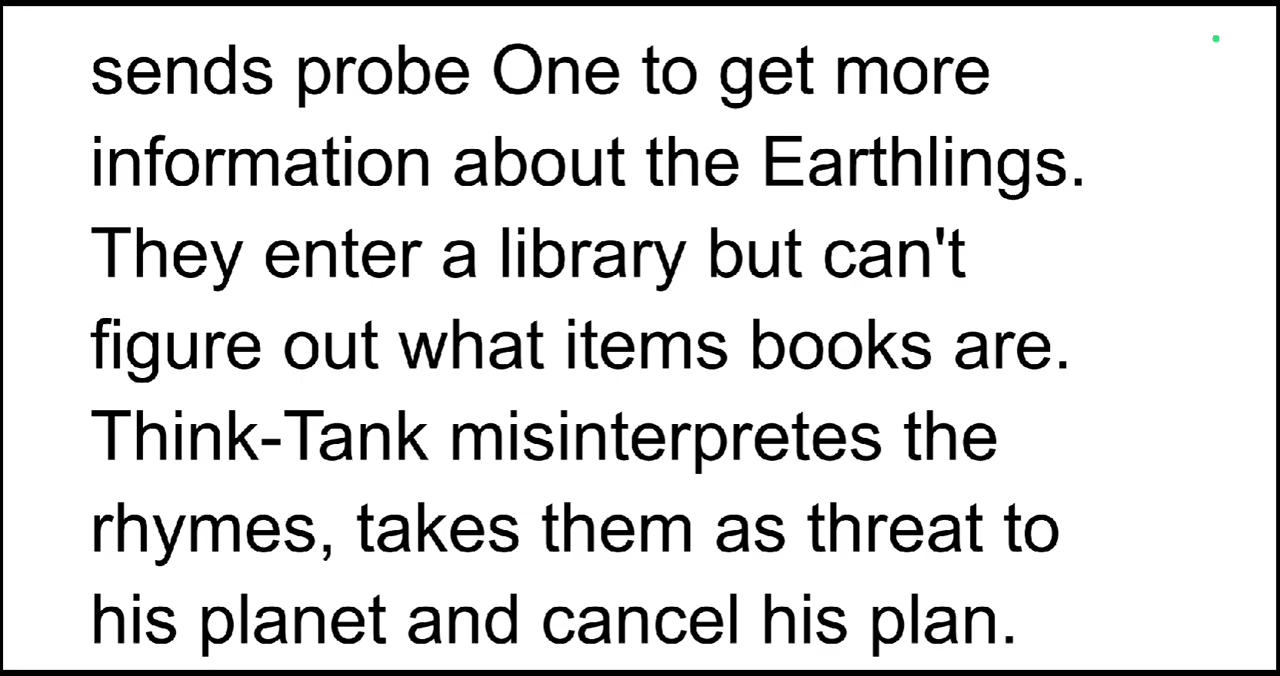 sends probe One to get more
information about the Earthlings.
They enter a library but can't
figure out what items books are.
Think-Tank misinterpretes the
rhymes, takes them as threat to
his planet and cancel his plan.